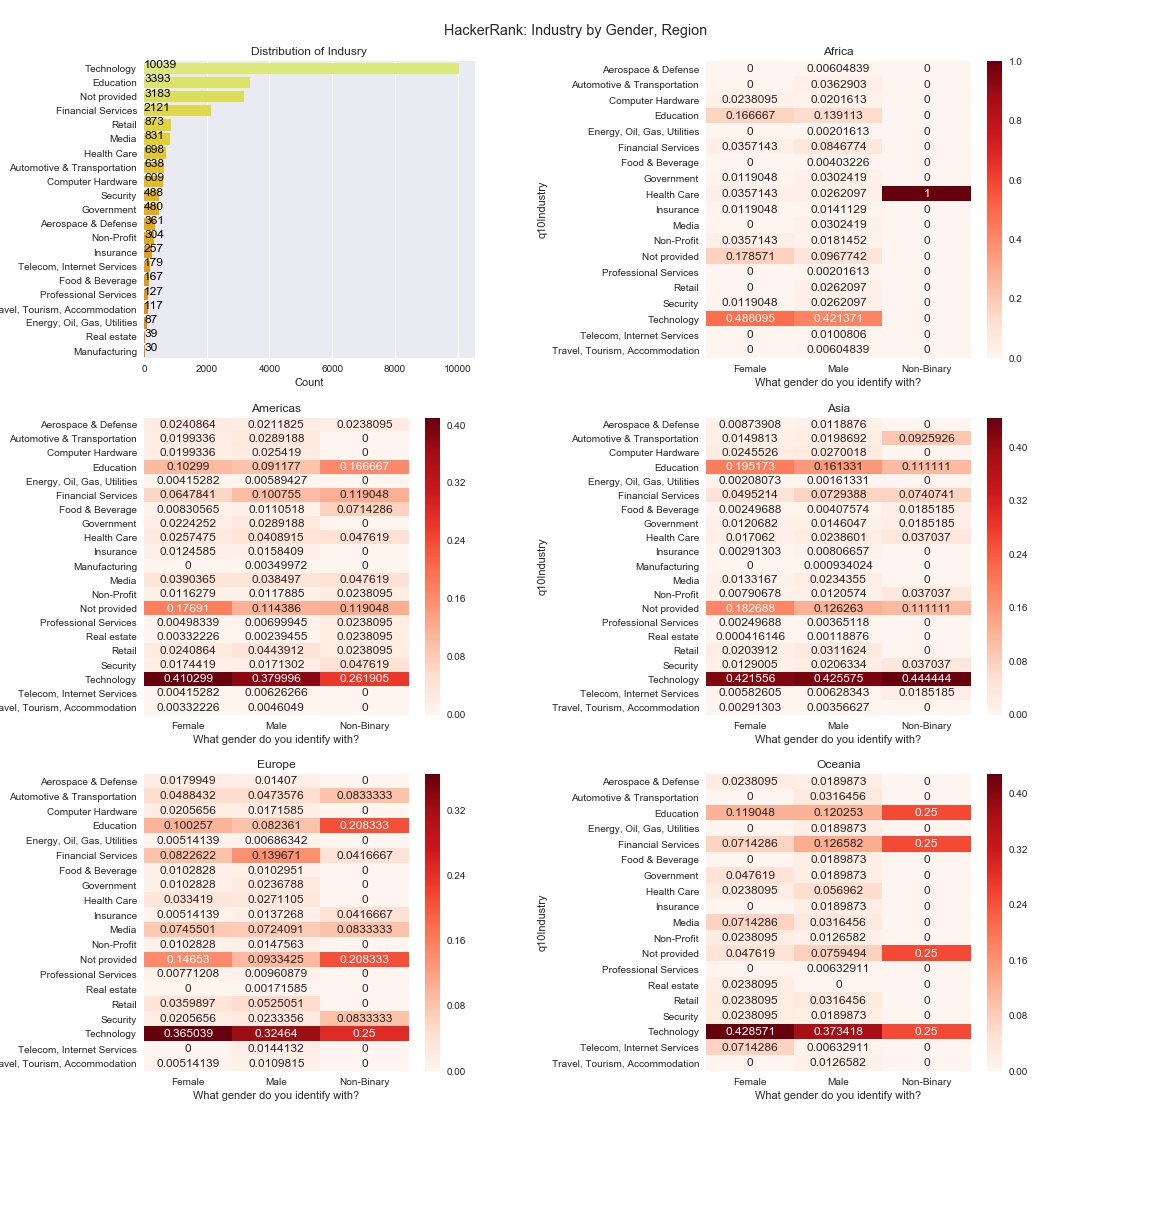 HackerRank: Industry by Gender, Region
Distribution of Indusry
Technology 10039
Education 3393
Not provided 3183
Financial Services 2121
Retail 873
Media 831
Health Care 698
Automotive & Transportation 638
Computer Hardware 609
Security 488
Government 480
Aerospace & Defense 361
Non-Profit 304
Insurance 257
Telecom, Internet Services 179
Food & Beverage 167
Professional Services 127
avel, Tourism, Accommodation 117
Energy, Oil, Gas, Utilities 87
Real estate 39
Manufacturing 30
0 2000 4000 6000 8000 10000
Count
Africa
q10Industry
Aerospace & Defense 0 0.00604839 0
Automotive & Transportation 0 0.0362903 0
Computer Hardware 0.0238095 0.0201613 0
Education 0.166667 0.139113 0
Energy, Oil, Gas, Utilities 0 0.00201613 0
Financial Services 0.0357143 0.0846774 0
Food & Beverage 0 0.00403226 0
Government 0.0119048 0.0302419 0
Health Care 0.0357143 0.0262097 1
Insurance 0.0119048 0.0141129 0
Media 0 0.0302419 0
Non-Profit 0.0357143 0.0181452 0
Not provided 0.178571 0.0967742 0
Professional Services 0 0.00201613 0
Retail 0 0.0262097 0
Security 0.0119048 0.0262097 0
Technology 0.488095 0.421371 0
Telecom, Internet Services 0 0.0100806 0
Travel, Tourism, Accommodation 0 0.00604839 0
Female Male Non-Binary
What gender do you identify with?
1.0
0.8
0.6
0.4
0.2
0.0
Americas
Aerospace & Defense 0.0240864 0.0211825 0.0238095
Automotive & Transportation 0.0199336 0.0289188 0
Computer Hardware 0.0199336 0.025419 0
Education 0.10299 0.091177 0.166667
Energy, Oil, Gas, Utilities 0.00415282 0.00589427 0
Financial Services 0.0647841 0.100755 0.119048
Food & Beverage 0.00830565 0.0110518 0.0714286
Government 0.0224252 0.0289188 0
Health Care 0.0257475 0.0408915 0.047619
Insurance 0.0124585 0.0158409 0
Manufacturing 0 0.00349972 0
Media 0.0390365 0.038497 0.047619
Non-Profit 0.0116279 0.0117885 0.0238095
Not provided 0.17691 0.114386 0.119048
Professional Services 0.00498339 0.00699945 0.0238095
Real estate 0.00332226 0.00239455 0.0238095
Retail 0.0240864 0.0443912 0.0238095
Security 0.0174419 0.0171302 0.047619
Technology 0.410299 0.379996 0.261905
Telecom, Internet Services 0.00415282 0.00626266 0
avel, Tourism, Accommodation 0.00332226 0.0046049 0
Female Male Non-Binary
What gender do you identify with?
0.40
0.32
0.24
0.16
0.08
0.00
Asia
q10Industry
Aerospace & Defense 0.00873908 0.0118876 0
Automotive & Transportation 0.0149813 0.0198692 0.0925926
Computer Hardware 0.0245526 0.0270018 0
Education 0.195173 0.161331 0.111111
Energy, Oil, Gas, Utilities 0.00208073 0.00161331 0
Financial Services 0.0495214 0.0729388 0.0740741
Food & Beverage 0.00249688 0.00407574 0.0185185
Government 0.0120682 0.0146047 0.0185185
Health Care 0.017062 0.0238601 0.037037
Insurance 0.00291303 0.00806657 0
Manufacturing 0 0.000934024 0
Media 0.0133167 0.0234355 0
Non-Profit 0.00790678 0.0120574 0.037037
Not provided 0.182688 0.126263 0.111111
Professional Services 0.00249688 0.00365118 0
Real estate 0.000416146 0.00118876 0
Retail 0.0203912 0.0311624 0
Security 0.0129005 0.0206334 0.037037
Technology 0.421556 0.425575 0.444444
Telecom, Internet Services 0.00582605 0.00628343 0.0185185
Travel, Tourism, Accommodation 0.00291303 0.00356627 0
Female Male Non-Binary
What gender do you identify with?
0.40
0.32
0.24
0.16
0.08
0.00
Europe
Aerospace & Defense 0.0179949 0.01407 0
Automotive & Transportation 0.0488432 0.0473576 0.0833333
Computer Hardware 0.0205656 0.0171585 0
Education 0.100257 0.082361 0.208333
Energy, Oil, Gas, Utilities 0.00514139 0.00686342 0
Financial Services 0.0822622 0.139671 0.0416667
Food & Beverage 0.0102828 0.0102951 0
Government 0.0102828 0.0236788 0
Health Care 0.033419 0.0271105 0
Insurance 0.00514139 0.0137268 0.0416667
Media 0.0745501 0.0724091 0.0833333
Non-Profit 0.0102828 0.0147563 0
Not provided 0.14653 0.0933425 0.208333
Professional Services 0.00771208 0.00960879 0
Real estate 0 0.00171585 0
Retail 0.0359897 0.0525051 0
Security 0.0205656 0.0233356 0.0833333
Technology 0.365039 0.32464 0.25
Telecom, Internet Services 0 0.0144132 0
avel, Tourism, Accommodation 0.00514139 0.0109815 0
Female Male Non-Binary
What gender do you identify with?
0.32
0.24
0.16
0.08
0.00
Oceania
q10Industry
Aerospace & Defense 0.0238095 0.0189873 0
Automotive & Transportation 0 0.0316456 0
Education 0.119048 0.120253 0.25
Energy, Oil, Gas, Utilities 0 0.0189873 0
Financial Services 0.0714286 0.126582 0.25
Food & Beverage 0 0.0189873 0
Government 0.047619 0.0189873 0
Health Care 0.0238095 0.056962 0
Insurance 0 0.0189873 0
Media 0.0714286 0.0316456 0
Non-Profit 0.0238095 0.0126582 0
Not provided 0.047619 0.0759494 0.25
Professional Services 0 0.00632911 0
Real estate 0.0238095 0 0
Retail 0.0238095 0.0316456 0
Security 0.0238095 0.0189873 0
Technology 0.428571 0.373418 0.25
Telecom, Internet Services 0.0714286 0.00632911 0
Travel, Tourism, Accommodation 0 0.0126582 0
Female Male Non-Binary
What gender do you identify with?
0.40
0.32
0.24
0.16
0.08
0.00